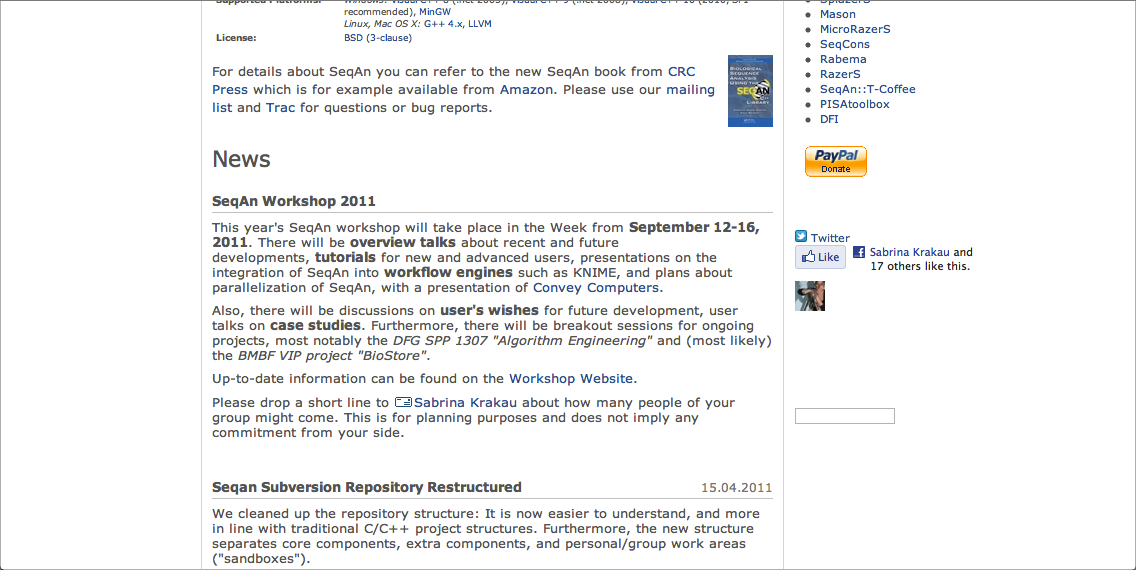 Linux, Mac OS X: G++ 4.x, LLVM
recommended), MinGW
License: BSD (3-clause)
For details about SeqAn you can refer to the new SeqAn book from CRC
Press which is for example available from Amazon. Please use our mailing
list and Trac for questions or bug reports.
BIOLOGICAL
SEQUENCE
ANALYSIS
USING THE
SEQAN
C++
LIBRARY
News
SeqAn Workshop 2011
This year's SeqAn workshop will take place in the Week from September 12-16,
2011. There will be overview talks about recent and future
developments, tutorials for new and advanced users, presentations on the
integration of SeqAn into workflow engines such as KNIME, and plans about
parallelization of SeqAn, with a presentation of Convey Computers.
Also, there will be discussions on user's wishes for future development, user
talks on case studies. Furthermore, there will be breakout sessions for ongoing
projects, most notably the DFG SPP 1307 "Algorithm Engineering" and (most likely)
the BMBF VIP project "BioStore".
Up-to-date information can be found on the Workshop Website.
Please drop a short line to Sabrina Krakau about how many people of your
group might come. This is for planning purposes and does not imply any
commitment from your side.
Seqan Subversion Repository Restructured 15.04.2011
We cleaned up the repository structure: It is now easier to understand, and more
in line with traditional C/C++ project structures. Furthermore, the new structure
separates core components, extra components, and personal/group work areas
("sandboxes").
Mason
MicroRazerS
SeqCons
Rabema
RazerS
SeqAn::T-Coffee
PISAtoolbox
DFI
PayPal
Donate
Twitter
Like
Sabrina Krakau and
17 others like this.